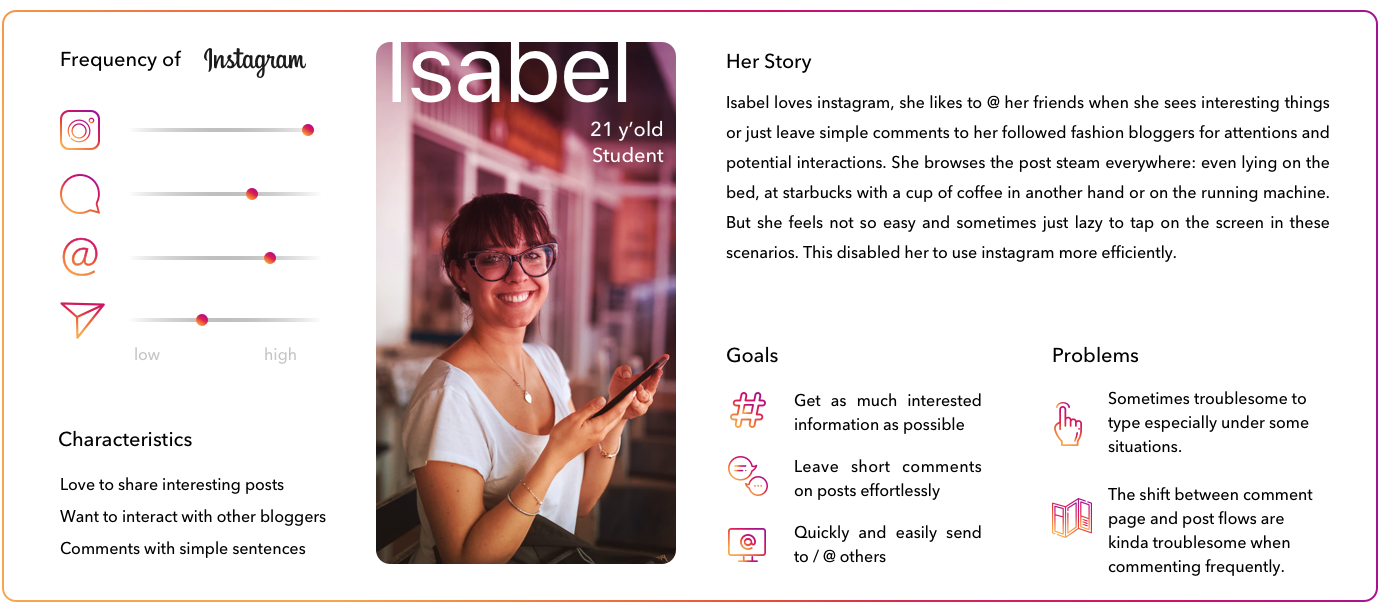 Frequency of Instagram
@
low high
Characteristics
Love to share interesting posts
Want to interact with other bloggers
Comments with simple sentences
Isabel
21 y'old
Student
Her Story
Isabel loves instagram, she likes to @ her friends when she sees interesting things
or just leave simple comments to her followed fashion bloggers for attentions and
potential interactions. She browses the post steam everywhere: even lying on the
bed, at starbucks with a cup of coffee in another hand or on the running machine.
But she feels not so easy and sometimes just lazy to tap on the screen in these
scenarios. This disabled her to use instagram more efficiently.
Goals
#
Get as much interested
information as possible
Leave short comments
on posts effortlessly
@
Quickly and easily send
to / @ others
Problems
Sometimes troublesome to
type especially under some
situations.
The shift between comment
page and post flows are
kinda troublesome when
commenting frequently.